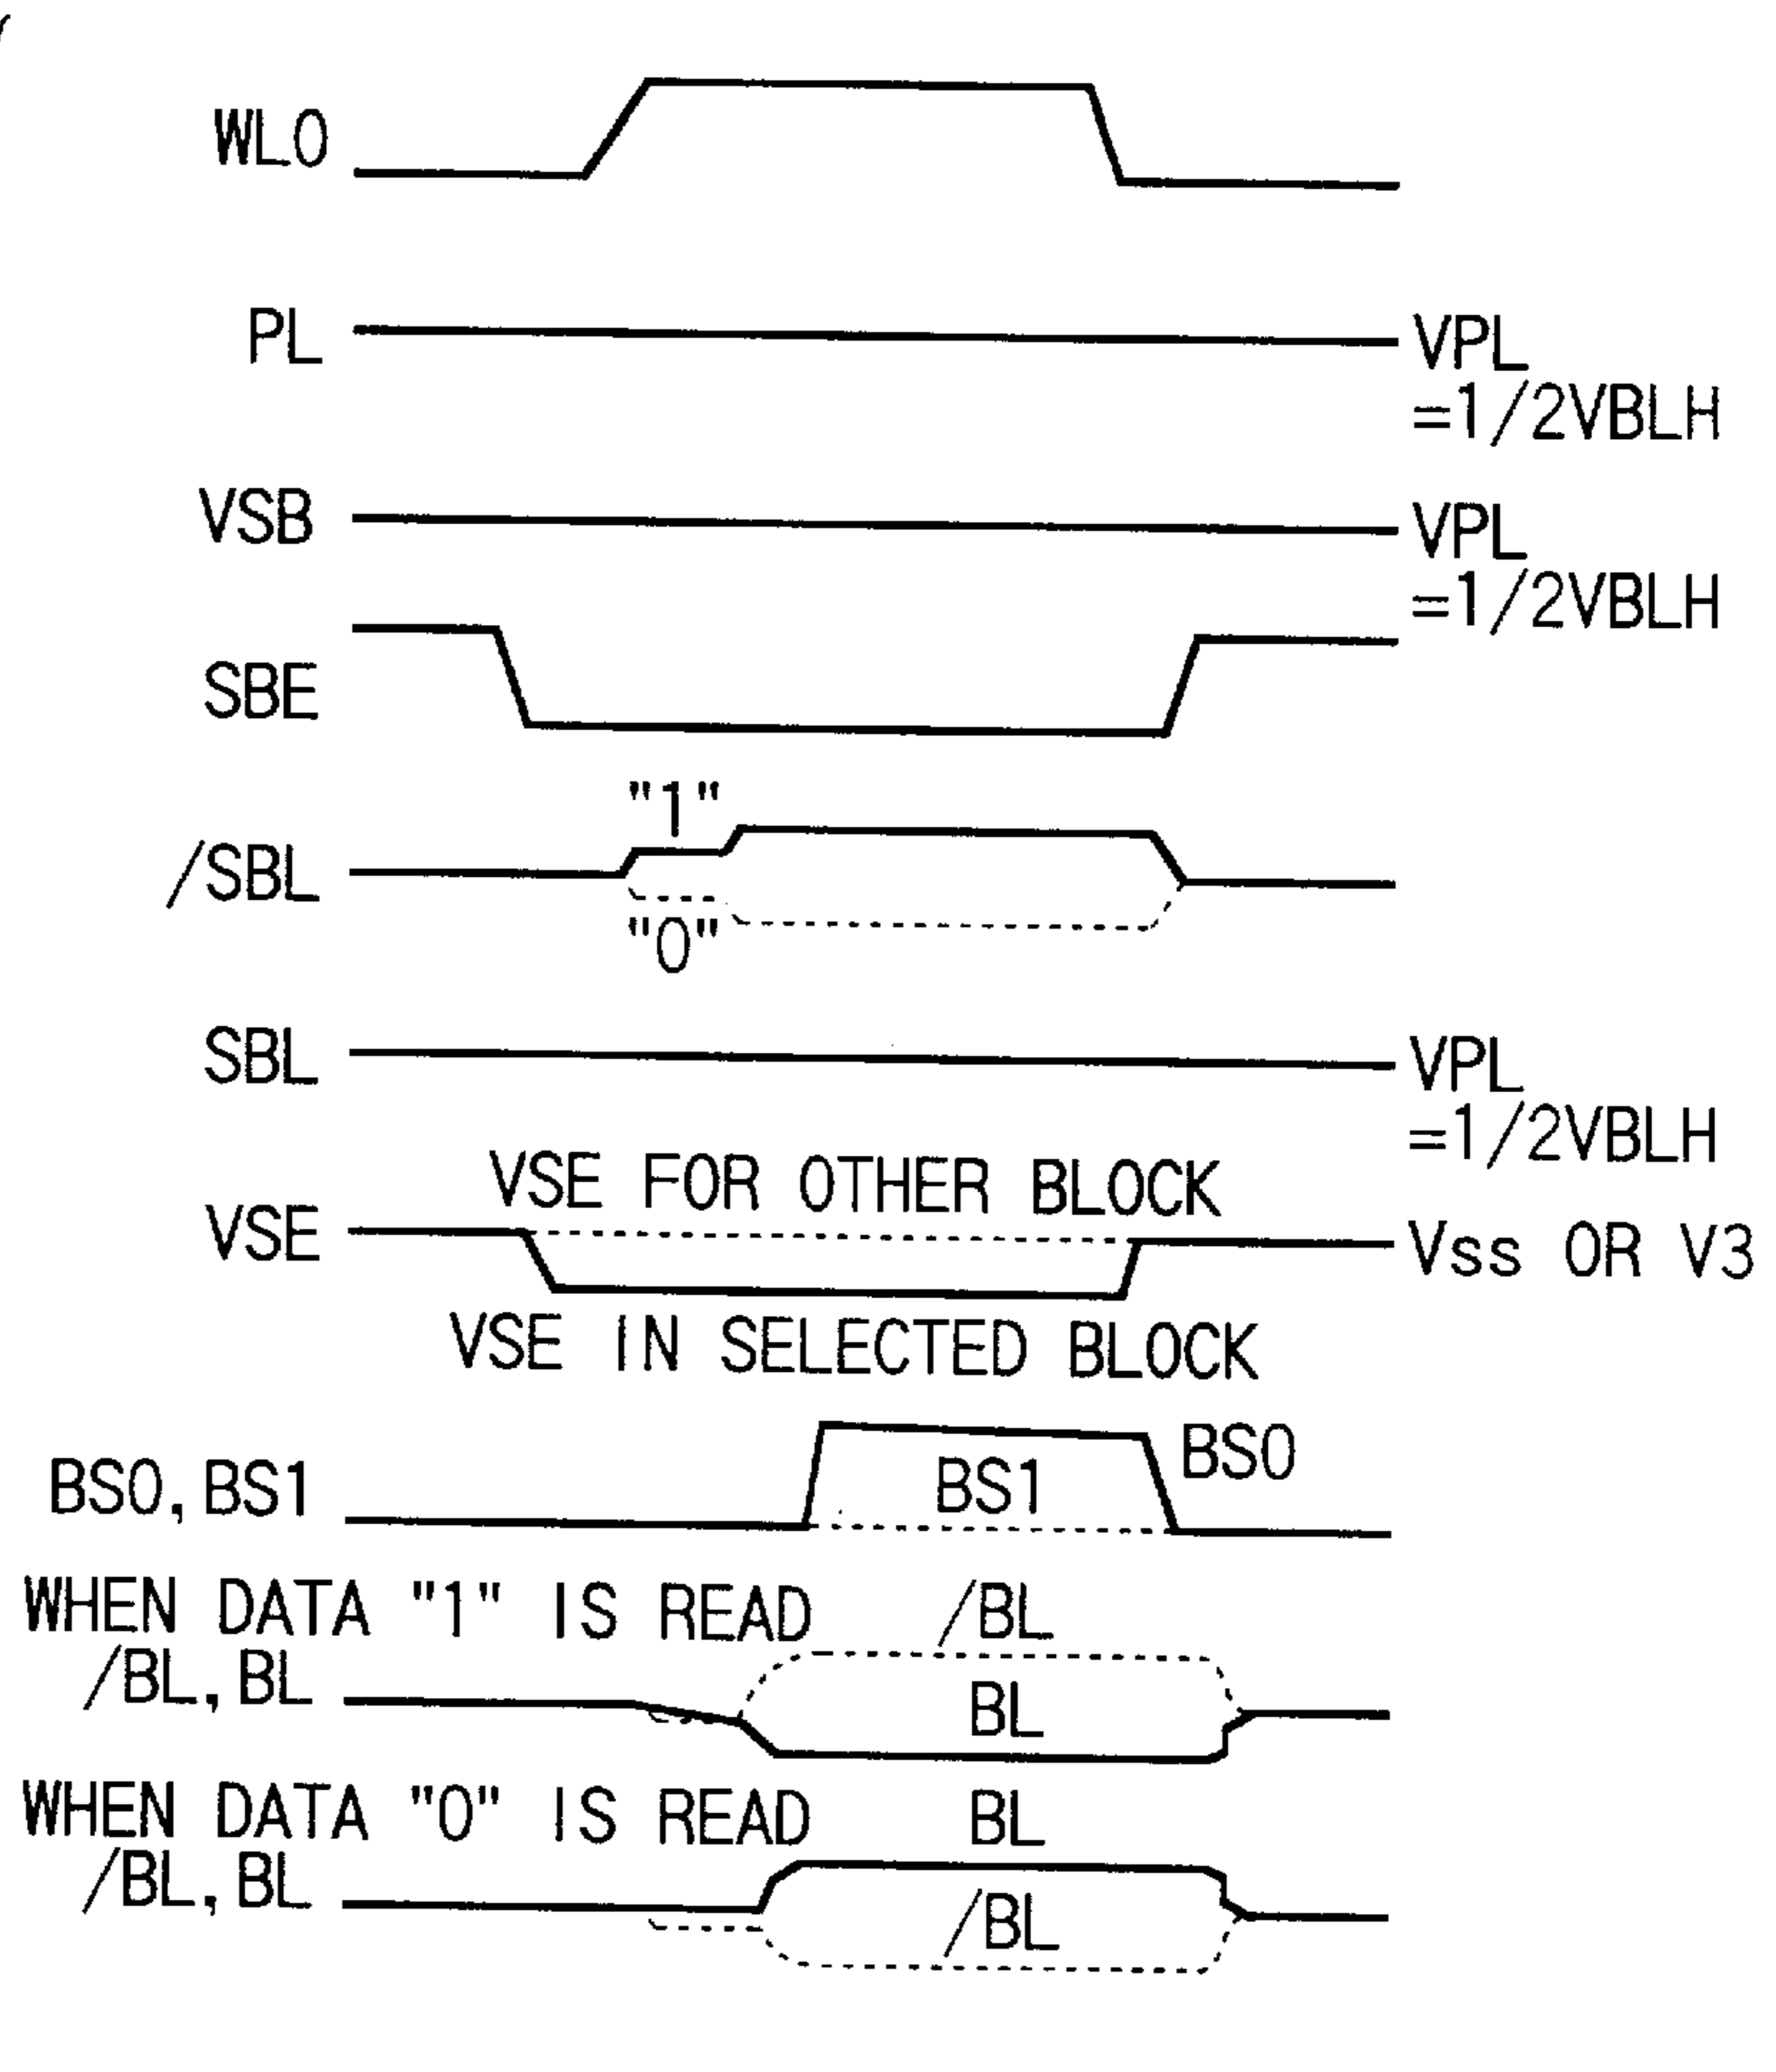 WL0
PL
VPL
=1/2VBLH
VSB
VPL
=1/2VBLH
SBE
"1"
/SBL
"0"
SBL
VPL
=1/2VBLH
VSE FOR OTHER BLOCK
VSE
Vss OR V3
VSE IN SELECTED BLOCK
BS0
BS1
BS0,BS1
WHEN DATA "1" IS READ
/BL
/BL,BL
BL
WHEN DATA "0" IS READ
BL
/BL,BL
/BL